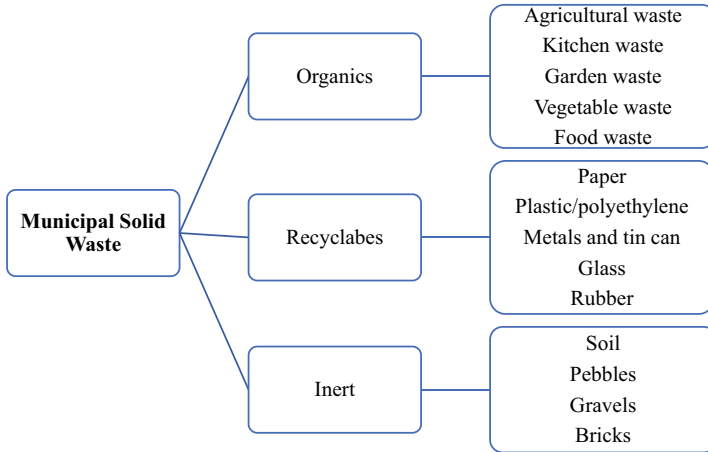 Municipal Solid
Waste
Organics
Agricultural waste
Kitchen waste
Garden waste
Vegetable waste
Food waste
Recyclabes
Paper
Plastic/polyethylene
Metals and tin can
Glass
Rubber
Inert
Soil
Pebbles
Gravels
Bricks